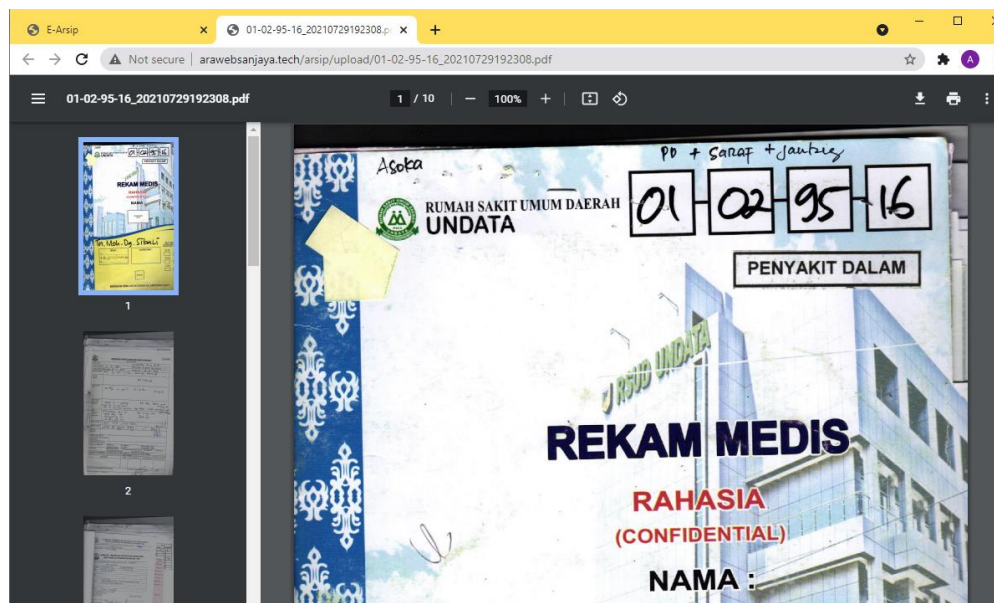 E-Arsip
01-02-95-16_20210729192308.p
Not secure | arawebsanjaya.tech/arsip/upload/01-02-95-16_20210729192308.pdf
A
01-02-95-16_20210729192308.pdf
1 / 10
100%
REKAM MEDIS
1
2
Asoka
PD + Saraf + Jantung
RUMAH SAKIT UMUM DAERAH
UNDATA
01-02-95-16
PENYAKIT DALAM
RSUD UNDATA
REKAM MEDIS
RAHASIA
(CONFIDENTIAL)
NAMA :